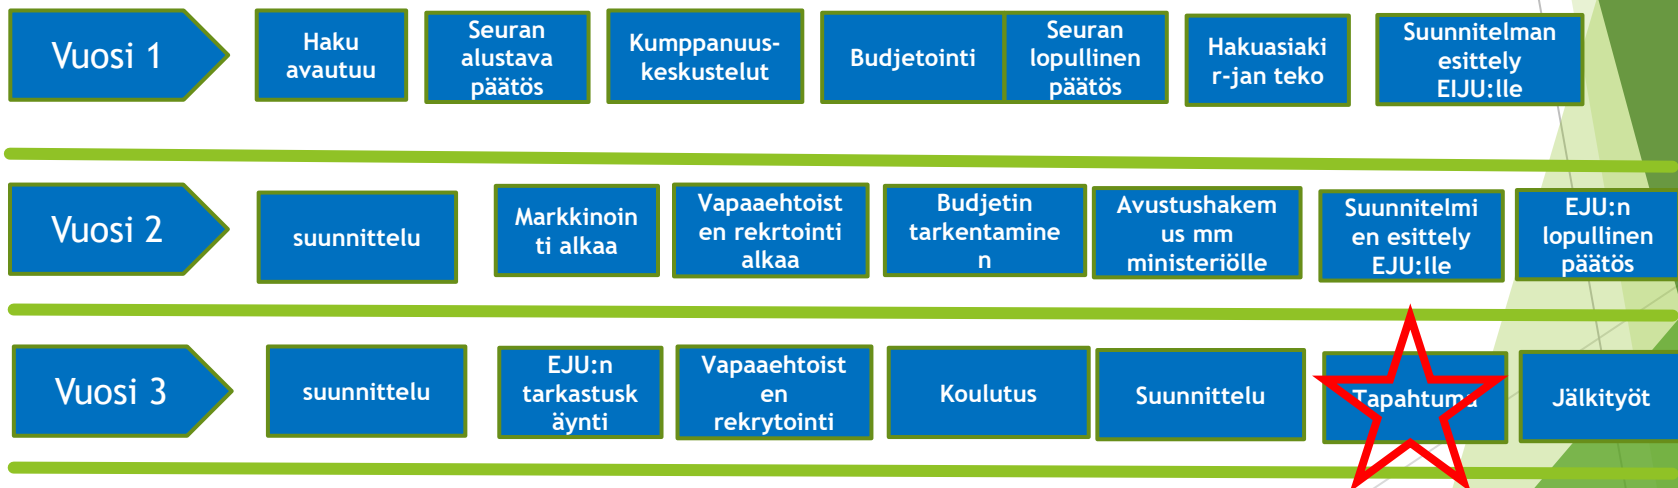 Vuosi 1
Haku
avautuu
Seuran
alustava
päätös
Kumppanuus-
keskustelut
Budjetointi
Seuran
lopullinen
päätös
Hakuasiaki
r-jan teko
Suunnitelman
esittely
EIJU:lle
Vuosi 2
suunnittelu
Markkinoin
ti alkaa
Vapaaehtoist
en rekrtointi
alkaa
Budjetin
tarkentamine
n
Avustushakem
us mm
ministeriölle
Suunnitelmi
en esittely
EJU:lle
EJU:n
lopullinen
päätös
Vuosi 3
suunnittelu
EJU:n
tarkastusk
äynti
Vapaaehtoist
en
rekrytointi
Koulutus
Suunnittelu
Tapahtuma
Jälkityöt